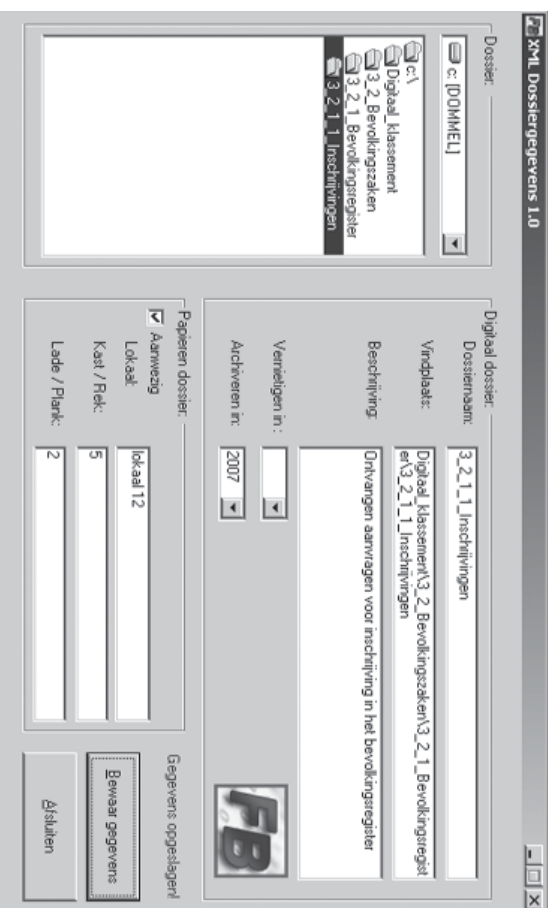 XML Dossiergegevens 1.0
Dossier:
c: [DOMMEL]
c:\
Digitaal_klassement
3_2_Bevolkingszaken
3_2_1_Bevolkingsregister
3_2_1_1_Inschrijvingen
Digitaal dossier:
Dossiernaam:
3_2_1_1_Inschrijvingen
Vindplaats:
Digitaal_klassement\3_2_Bevolkingszaken\3_2_1_Bevolkingsregist
er\3_2_1_1_Inschrijvingen
Beschrijving:
Ontvangen aanvragen voor inschrijving in het bevolkingsregister
Vernietigen in :
Archiveren in:
2007
FB
Papieren dossier:
Aanwezig
Lokaal:
lokaal 12
Kast / Rek:
5
Lade / Plank:
2
Gegevens opgeslagen!
Bewaar gegevens
Afsluiten